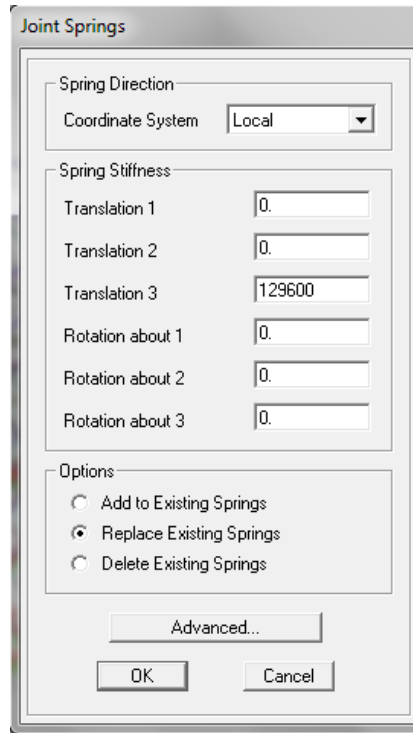 Joint Springs
Spring Direction
Coordinate System Local
Spring Stiffness
Translation 1 0.
Translation 2 0.
Translation 3 129600
Rotation about 1 0.
Rotation about 2 0.
Rotation about 3 0.
Options
Add to Existing Springs
Replace Existing Springs
Delete Existing Springs
Advanced...
OK Cancel